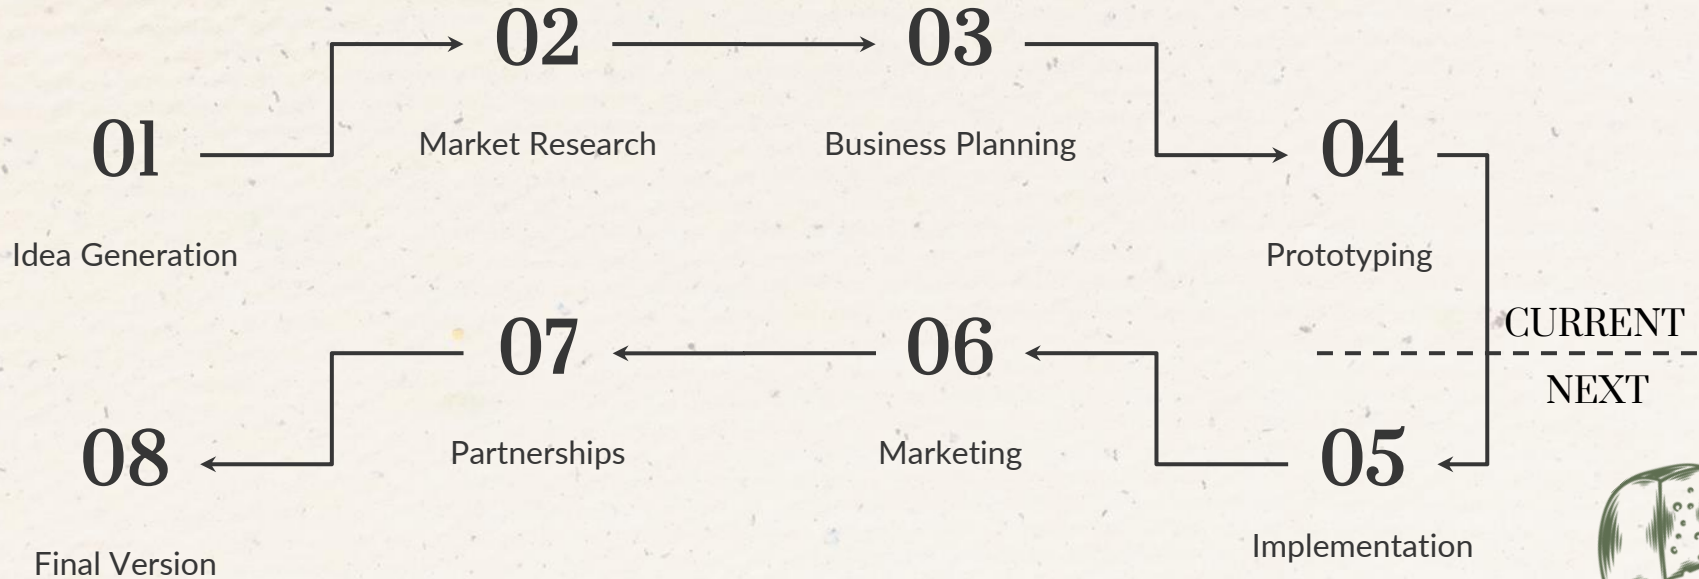 01
Idea Generation
02
Market Research
03
Business Planning
04
Prototyping
CURRENT
NEXT
05
Implementation
06
Marketing
07
Partnerships
08
Final Version